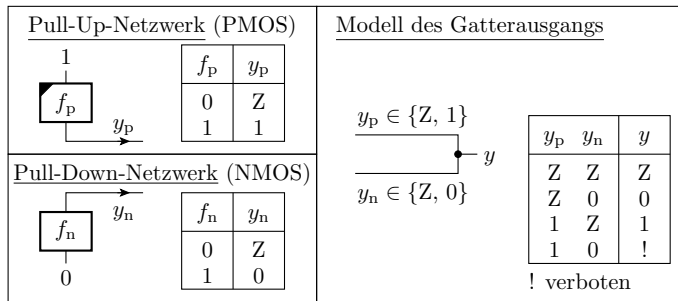 Pull-Up-Netzwerk (PMOS)
1
f_p
y_p
f_p y_p
0 Z
1 1
Pull-Down-Netzwerk (NMOS)
y_n
f_n
0
f_n y_n
0 Z
1 0
Modell des Gatterausgangs
y_p ∈ {Z, 1}
y
y_n ∈ {Z, 0}
y_p y_n y
Z Z Z
Z 0 0
1 Z 1
1 0 !
! verboten